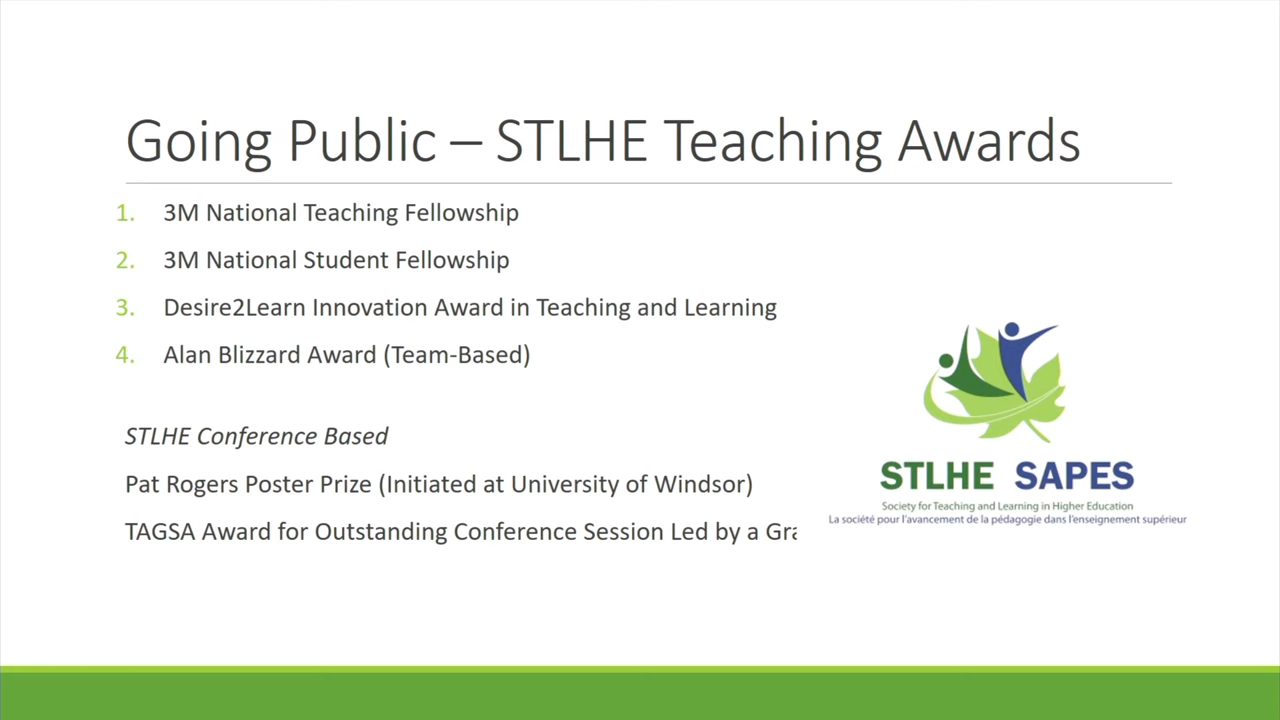 Going Public – STLHE Teaching Awards
1. 3M National Teaching Fellowship
2. 3M National Student Fellowship
3. Desire2Learn Innovation Award in Teaching and Learning
4. Alan Blizzard Award (Team-Based)
STLHE Conference Based
Pat Rogers Poster Prize (Initiated at University of Windsor)
TAGSA Award for Outstanding Conference Session Led by a
STLHE SAPES
Society for Teaching and Learning in Higher Education
La société pour l'avancement de la pédagogie dans l'enseignement supérieur